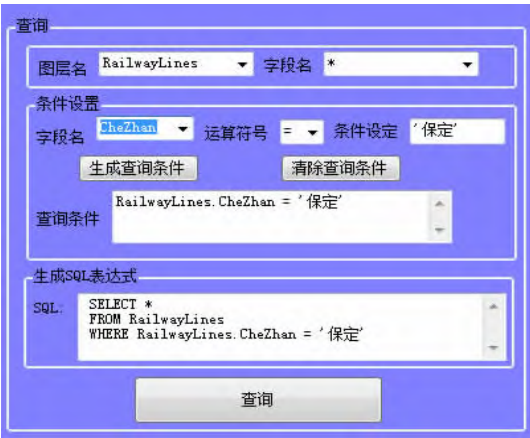 查询
图层名 RailwayLines 字段名 *
条件设置
字段名 CheZhan 运算符号 = 条件设定 '保定'
生成查询条件 清除查询条件
查询条件 RailwayLines.CheZhan = '保定'
生成SQL表达式
SQL: SELECT *
FROM RailwayLines
WHERE RailwayLines.CheZhan = '保定'
查询